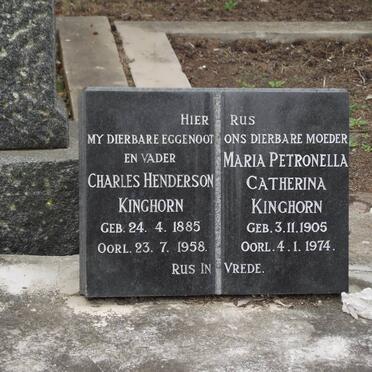 HIER RUS
MY DIERBARE EGGENOOT
EN VADER
CHARLES HENDERSON
KINGHORN
GEB. 24. 4. 1885
OORL. 23. 7. 1958.
ONS DIERBARE MOEDER
MARIA PETRONELLA
CATHERINA
KINGHORN
GEB. 3.11.1905
OORL. 4.1. 1974.
RUS IN VREDE.